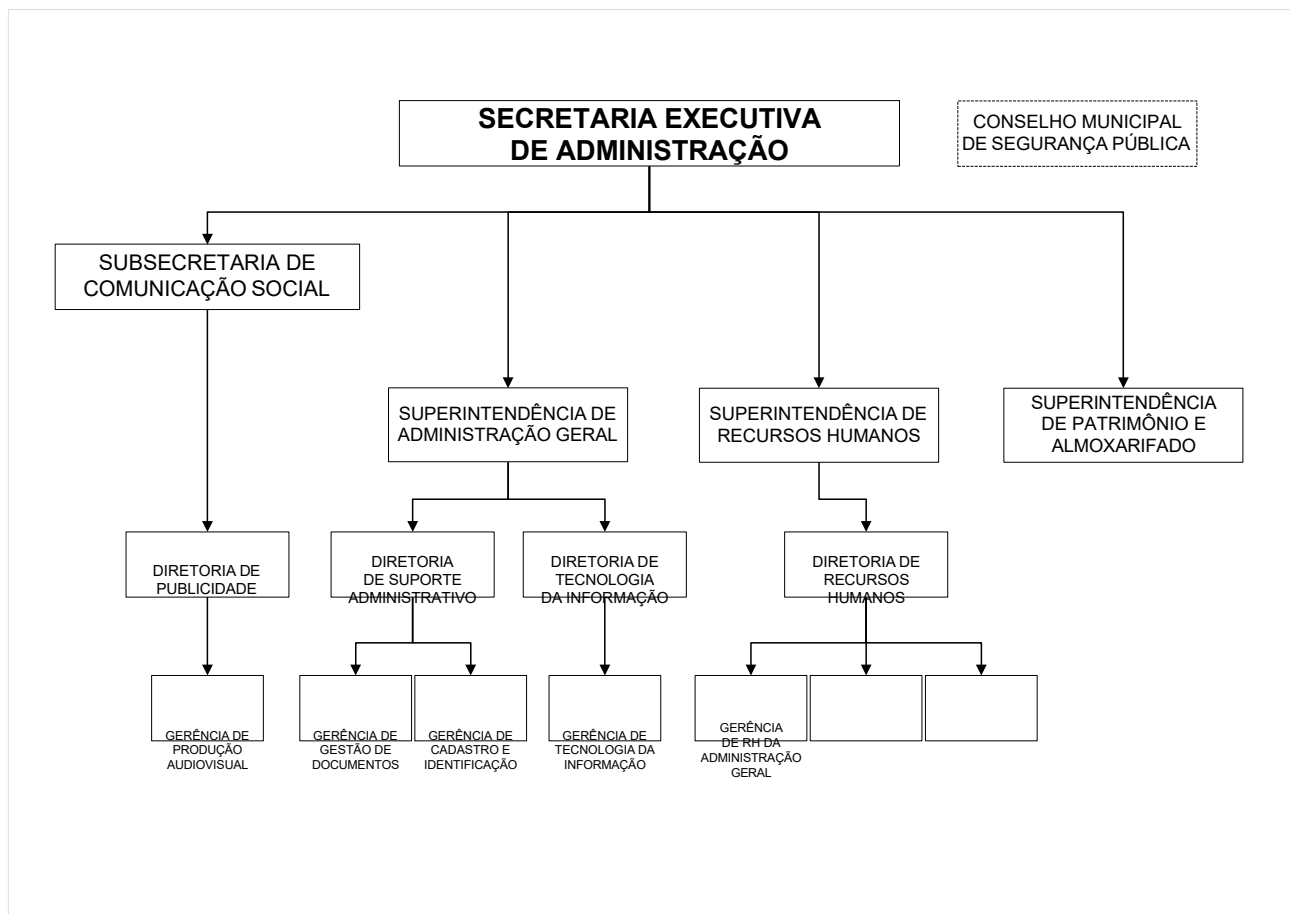 SECRETARIA EXECUTIVA
DE ADMINISTRAÇÃO
CONSELHO MUNICIPAL
DE SEGURANÇA PÚBLICA
SUBSECRETARIA DE
COMUNICAÇÃO SOCIAL
SUPERINTENDÊNCIA DE
ADMINISTRAÇÃO GERAL
SUPERINTENDÊNCIA DE
RECURSOS HUMANOS
SUPERINTENDÊNCIA
DE PATRIMÔNIO E
ALMOXARIFADO
DIRETORIA DE
PUBLICIDADE
DIRETORIA
DE SUPORTE
ADMINISTRATIVO
DIRETORIA DE
TECNOLOGIA
DA INFORMAÇÃO
DIRETORIA DE
RECURSOS
HUMANOS
GERÊNCIA DE
PRODUÇÃO
AUDIOVISUAL
GERÊNCIA DE
GESTÃO DE
DOCUMENTOS
GERÊNCIA DE
CADASTRO E
IDENTIFICAÇÃO
GERÊNCIA DE
TECNOLOGIA DA
INFORMAÇÃO
GERÊNCIA
DE RH DA
ADMINISTRAÇÃO
GERAL